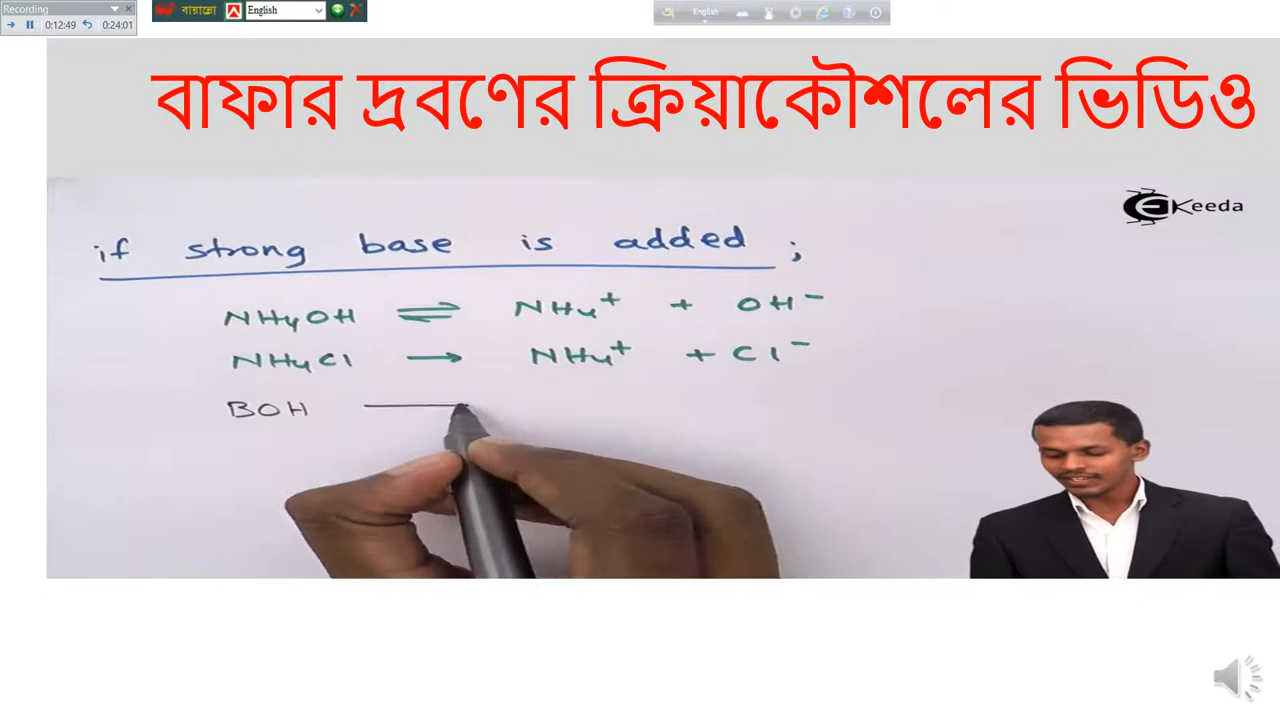 Recording
0:12:49 0:24:01
বায়ান্নো English
English
বাফার দ্রবণের ক্রিয়াকৌশলের ভিডিও
Keeda
if strong base is added ;
NH4OH ⇌ NH4+ + OH−
NH4Cl → NH4+ + Cl−
BOH